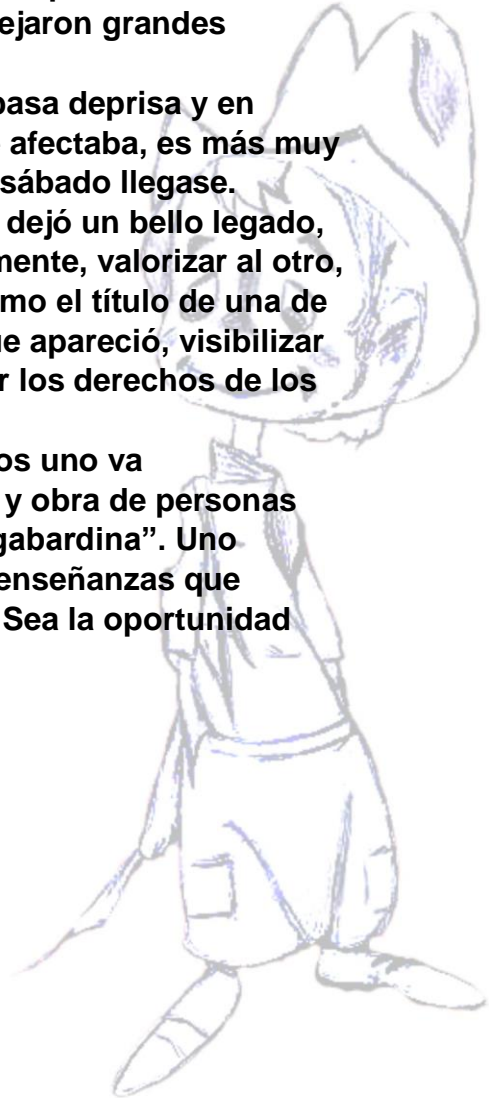 ejaron grandes
basa deprisa y en
afectaba, es más muy
sábado llegase.
dejó un bello legado,
mente, valorizar al otro,
mo el título de una de
ue apareció, visibilizar
r los derechos de los
os uno va
y obra de personas
gabardina”. Uno
enseñanzas que
Sea la oportunidad